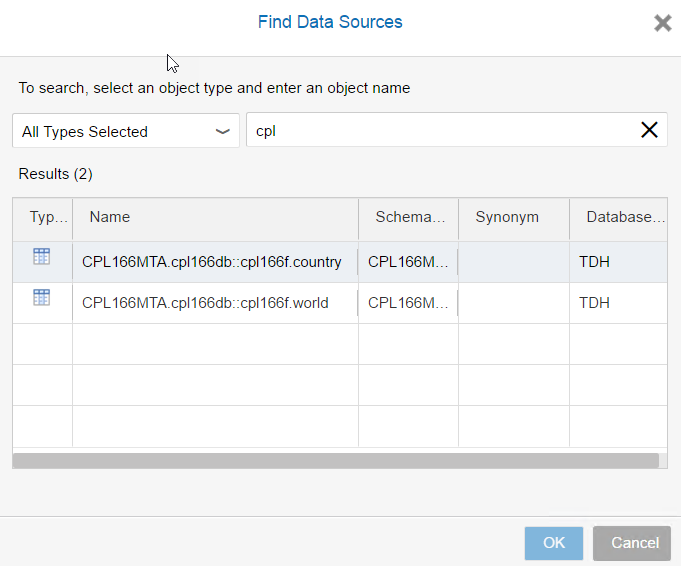 Find Data Sources
To search, select an object type and enter an object name
All Types Selected cpl
Results (2)
Typ... Name Schema... Synonym Database...
CPL166MTA.cpl166db::cpl166f.country CPL166M... TDH
CPL166MTA.cpl166db::cpl166f.world CPL166M... TDH
OK Cancel